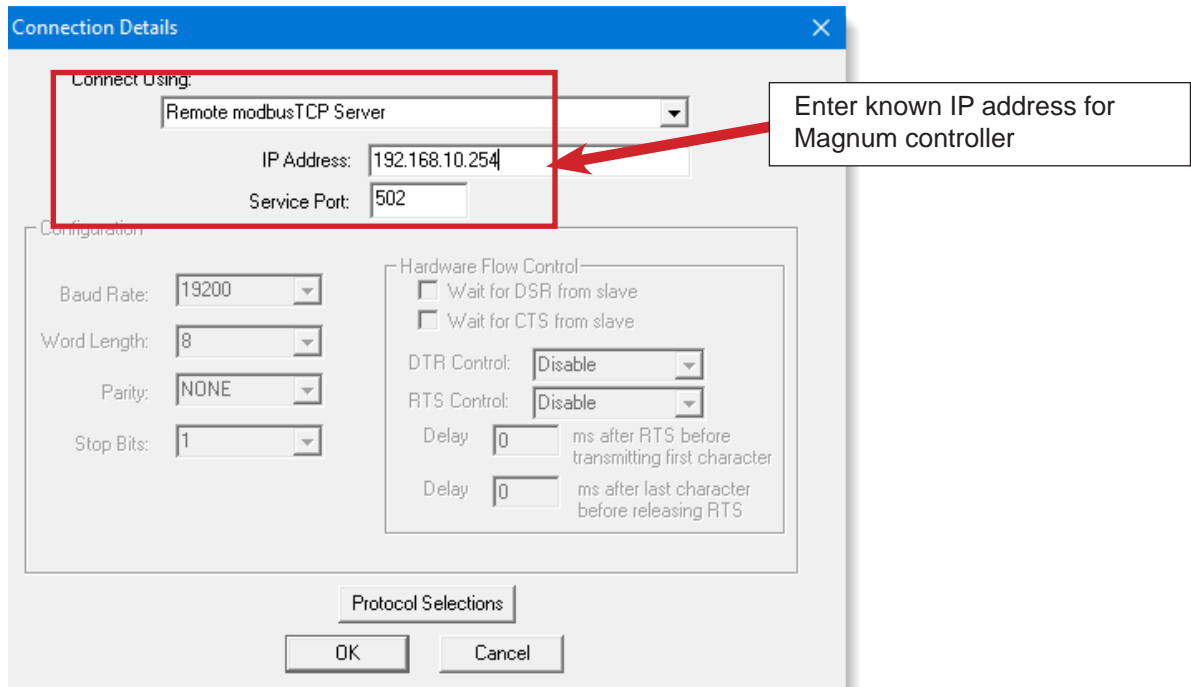 Connection Details
Connect Using:
Remote modbusTCP Server
Enter known IP address for
Magnum controller
IP Address: 192.168.10.254
Service Port: 502
Configuration
Baud Rate: 19200
Word Length: 8
Parity: NONE
Stop Bits: 1
Hardware Flow Control
Wait for DSR from slave
Wait for CTS from slave
DTR Control: Disable
RTS Control: Disable
Delay 0 ms after RTS before
transmitting first character
Delay 0 ms after last character
before releasing RTS
Protocol Selections
OK Cancel